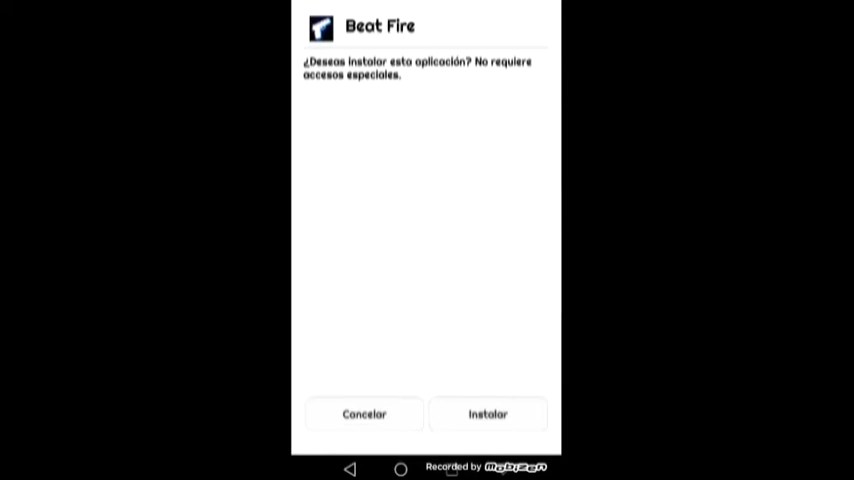 Beat Fire
¿Deseas instalar esta aplicación? No requiere
accesos especiales.
Cancelar
Instalar
Recorded by mobizen